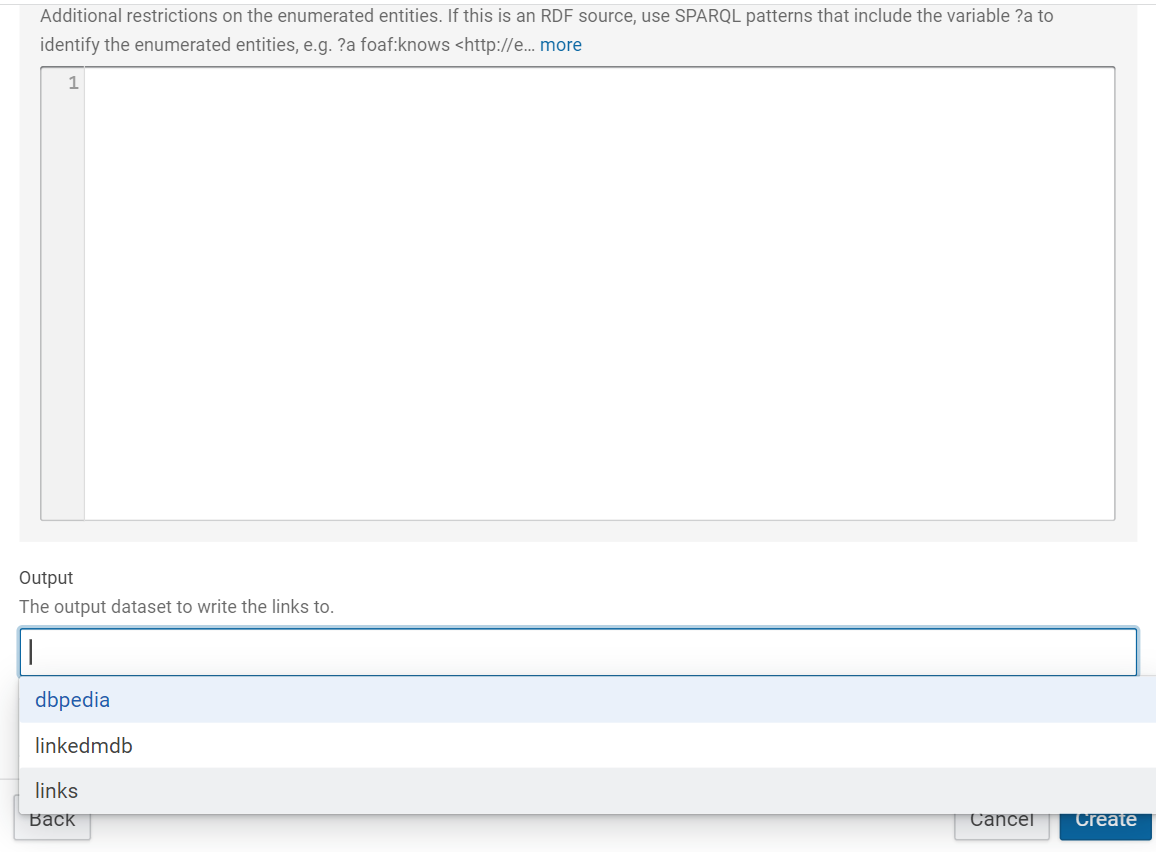 Additional restrictions on the enumerated entities. If this is an RDF source, use SPARQL patterns that include the variable ?a to
identify the enumerated entities, e.g. ?a foaf:knows <http://e... more
1
Output
The output dataset to write the links to.
dbpedia
linkedmdb
links
Back
Cancel
Create